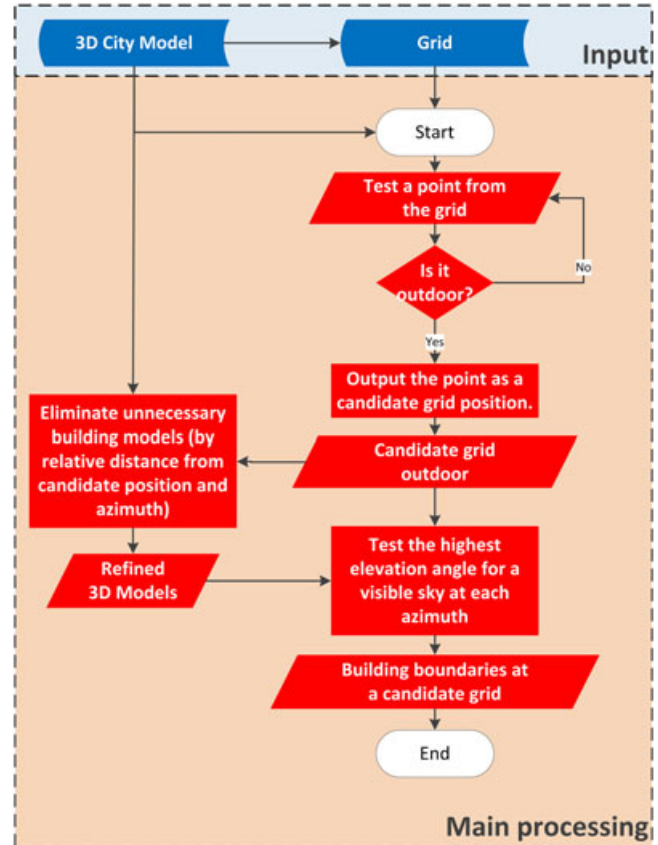 3D City Model
Grid
Input
Start
Test a point from
the grid
Is it
outdoor?
No
Yes
Output the point as a
candidate grid position.
Eliminate unnecessary
building models (by
relative distance from
candidate position and
azimuth)
Candidate grid
outdoor
Refined
3D Models
Test the highest
elevation angle for a
visible sky at each
azimuth
Building boundaries at
a candidate grid
End
Main processing